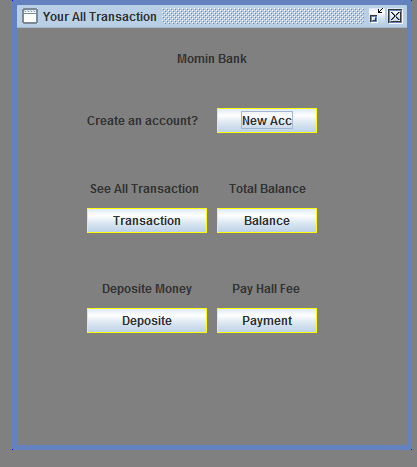 Your All Transaction
Momin Bank
Create an account? New Acc
See All Transaction Total Balance
Transaction Balance
Deposite Money Pay Hall Fee
Deposite Payment